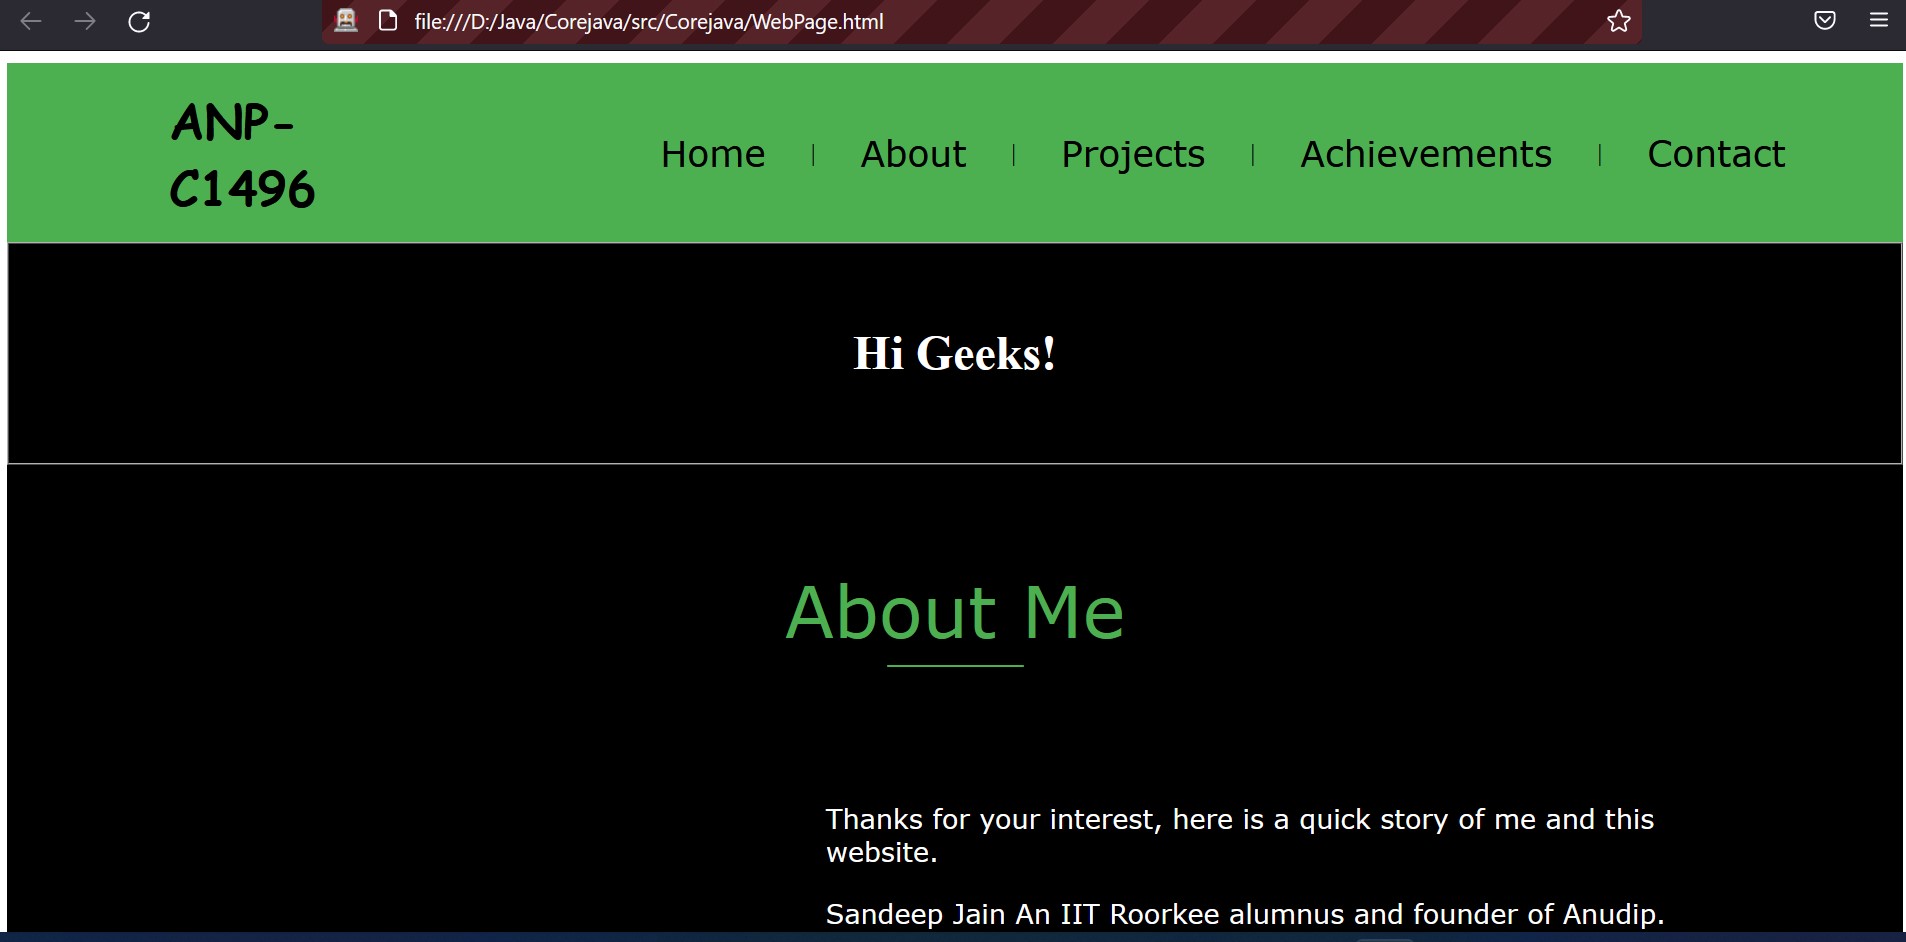 file:///D:/Java/Corejava/src/Corejava/WebPage.html
ANP-
C1496
Home | About | Projects | Achievements | Contact
Hi Geeks!
About Me
Thanks for your interest, here is a quick story of me and this
website.
Sandeep Jain An IIT Roorkee alumnus and founder of Anudip.